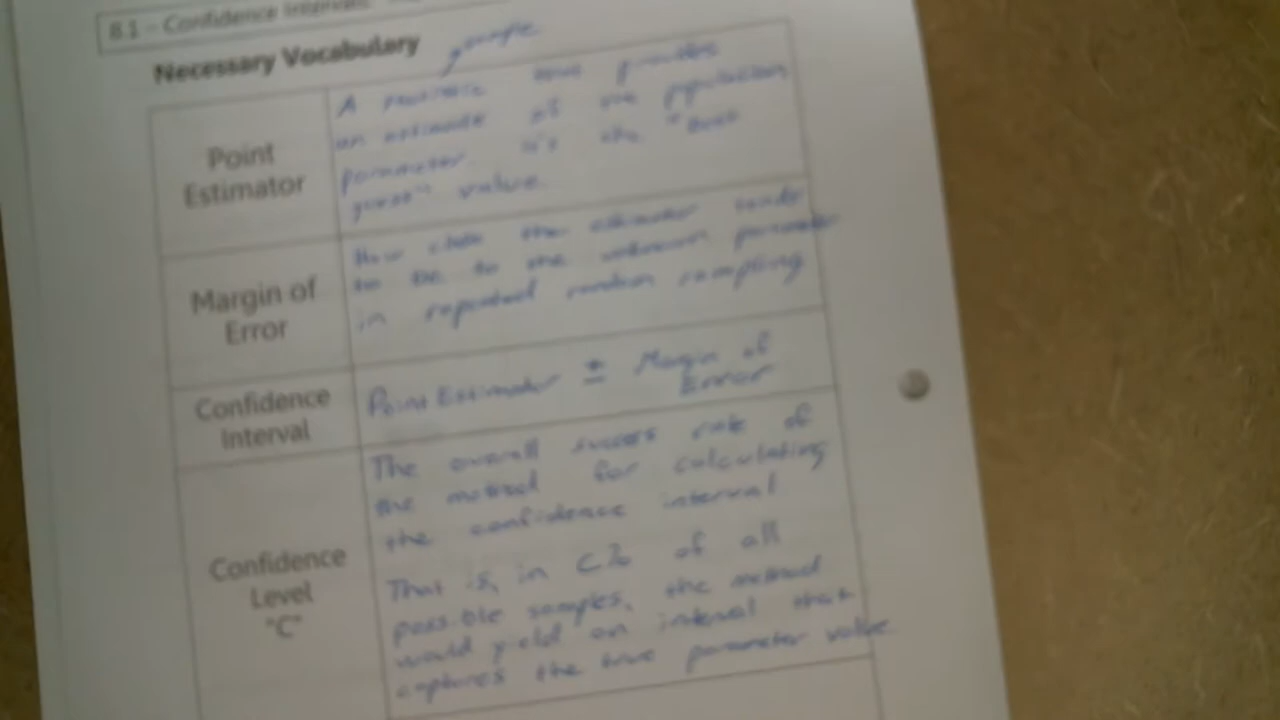 8.1 – Confidence Intervals
Necessary Vocabulary
sample
Point
Estimator
A statistic that provides
an estimate of the population
parameter. It's the "best
guess" value.
Margin of
Error
How close the estimator tends
to be to the unknown parameter
in repeated random sampling
Confidence
Interval
Point Estimator ± Margin of
Error
Confidence
Level
"C"
The overall success rate of
the method for calculating
the confidence interval
That is, in C% of all
possible samples, the method
would yield an interval that
captures the true parameter value